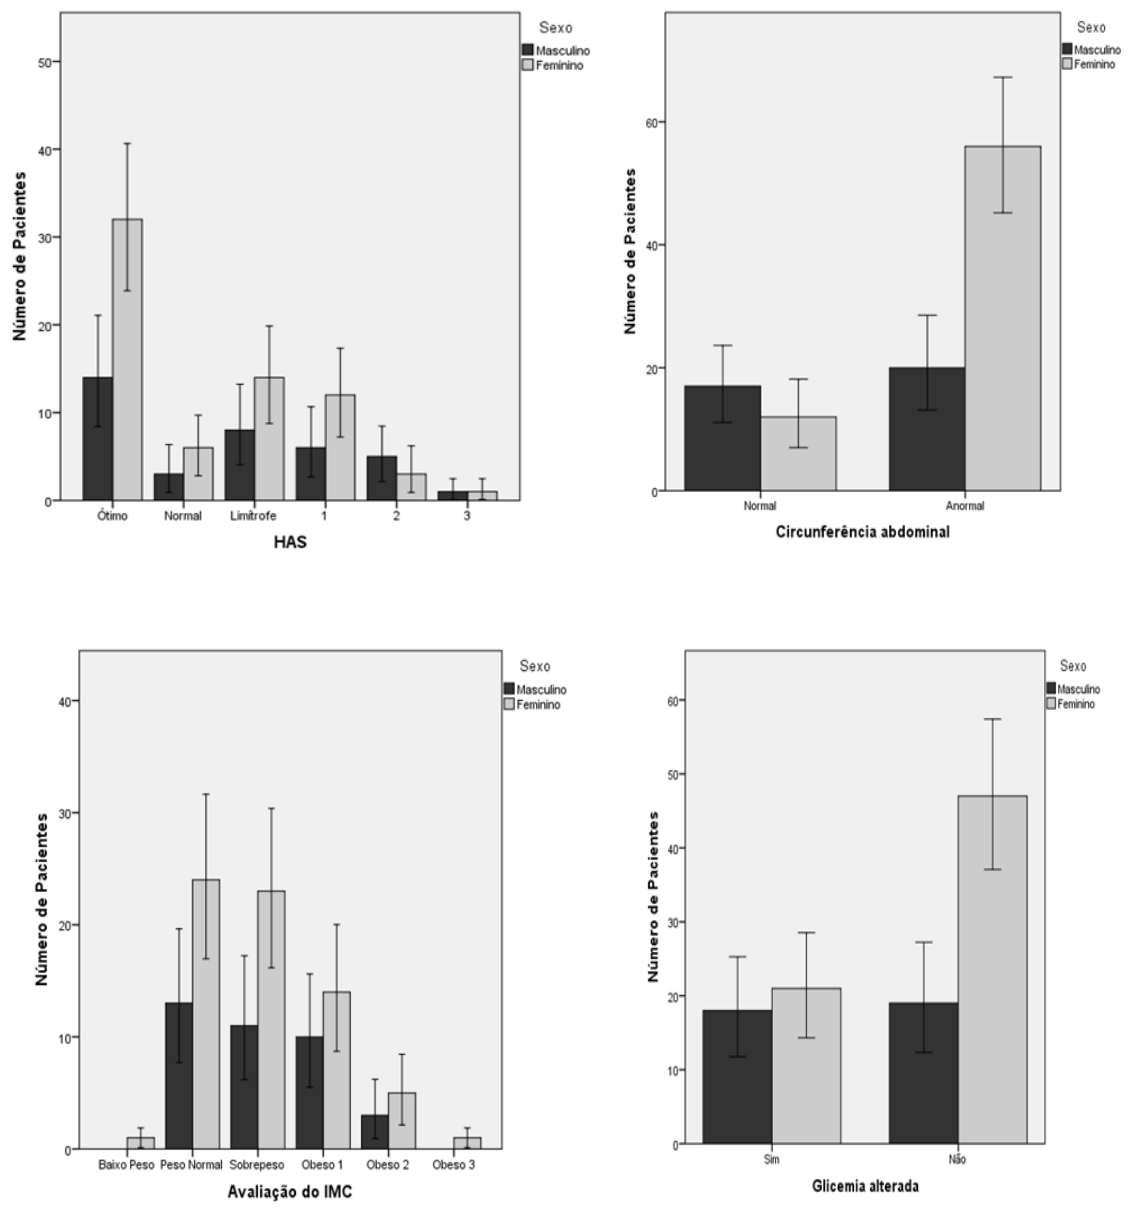 Sexo
Masculino
Feminino
50
40
30
20
10
0
Número de Pacientes
Ótimo Normal Limítrofe 1 2 3
HAS
Sexo
Masculino
Feminino
60
40
20
0
Número de Pacientes
Normal Anormal
Circunferência abdominal
Sexo
Masculino
Feminino
40
30
20
10
0
Número de Pacientes
Baixo Peso Peso Normal Sobrepeso Obeso 1 Obeso 2 Obeso 3
Avaliação do IMC
Sexo
Masculino
Feminino
60
50
40
30
20
10
0
Número de Pacientes
Sim Não
Glicemia alterada